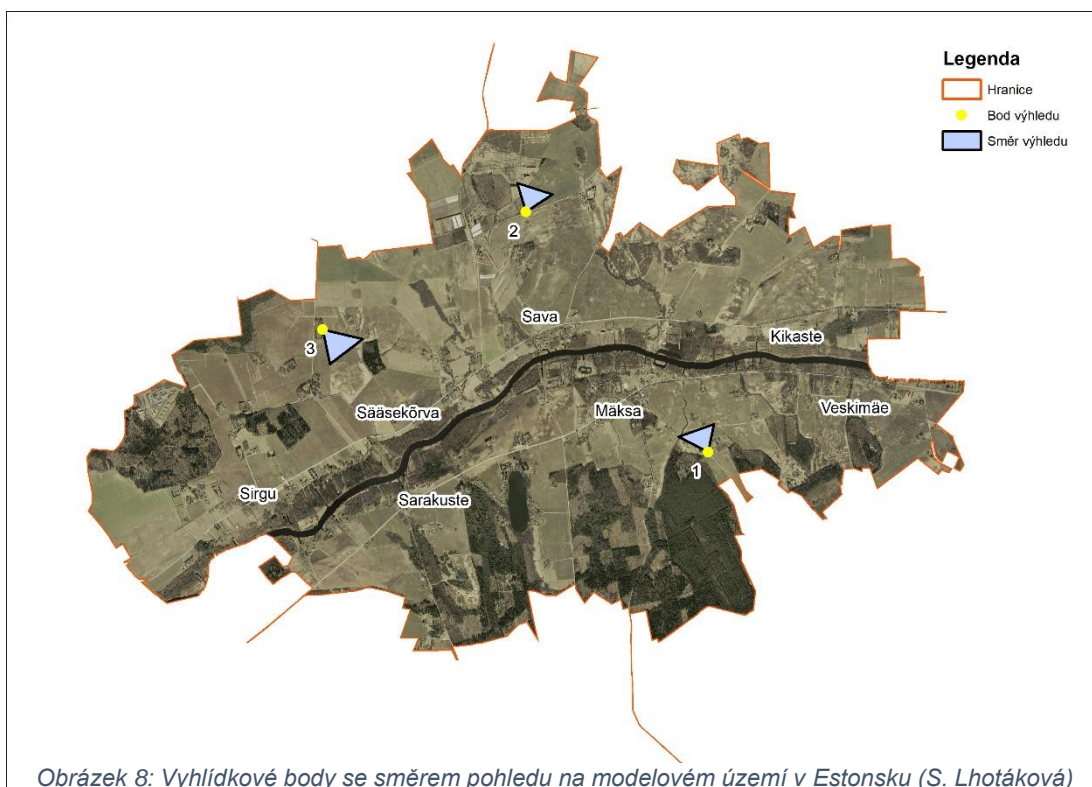 Legenda
Hranice
Bod výhledu
Směr výhledu
2
Sava
Kikaste
3
Sääsekõrva
Mäksa
Veskimäe
1
Sirgu
Sarakuste
Obrázek 8: Vyhlídkové body se směrem pohledu na modelovém území v Estonsku (S. Lhotáková)